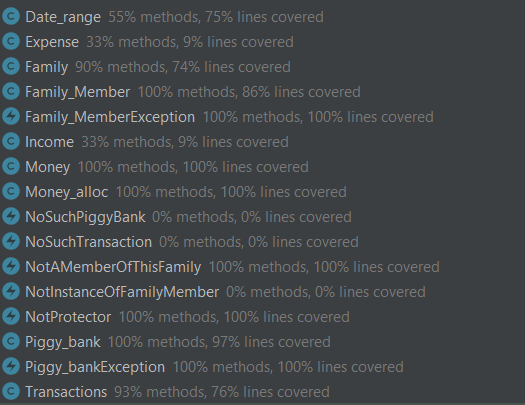 Date_range 55% methods, 75% lines covered
Expense 33% methods, 9% lines covered
Family 90% methods, 74% lines covered
Family_Member 100% methods, 86% lines covered
Family_MemberException 100% methods, 100% lines covered
Income 33% methods, 9% lines covered
Money 100% methods, 100% lines covered
Money_alloc 100% methods, 100% lines covered
NoSuchPiggyBank 0% methods, 0% lines covered
NoSuchTransaction 0% methods, 0% lines covered
NotAMemberOfThisFamily 100% methods, 100% lines covered
NotInstanceOfFamilyMember 0% methods, 0% lines covered
NotProtector 100% methods, 100% lines covered
Piggy_bank 100% methods, 97% lines covered
Piggy_bankException 100% methods, 100% lines covered
Transactions 93% methods, 76% lines covered